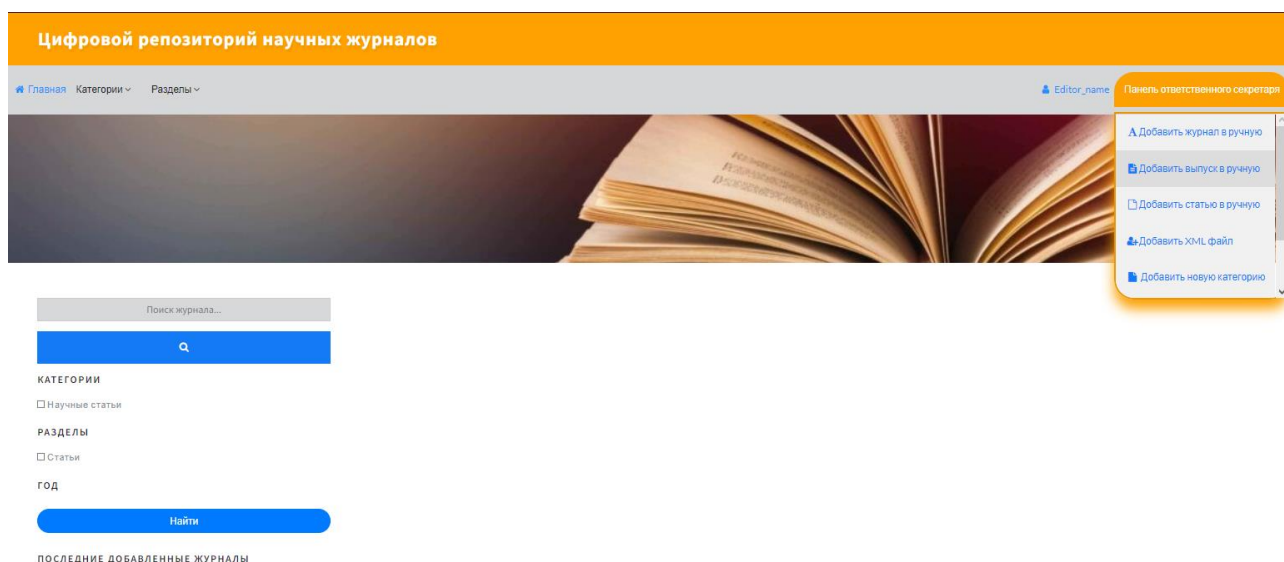 Цифровой репозиторий научных журналов
Главная Категории Разделы Editor_name Панель ответственного секретаря
Добавить журнал в ручную
Добавить выпуск в ручную
Добавить статью в ручную
Добавить XML файл
Добавить новую категорию
Поиск журнала...
КАТЕГОРИИ
Научные статьи
РАЗДЕЛЫ
Статьи
ГОД
Найти
ПОСЛЕДНИЕ ДОБАВЛЕННЫЕ ЖУРНАЛЫ